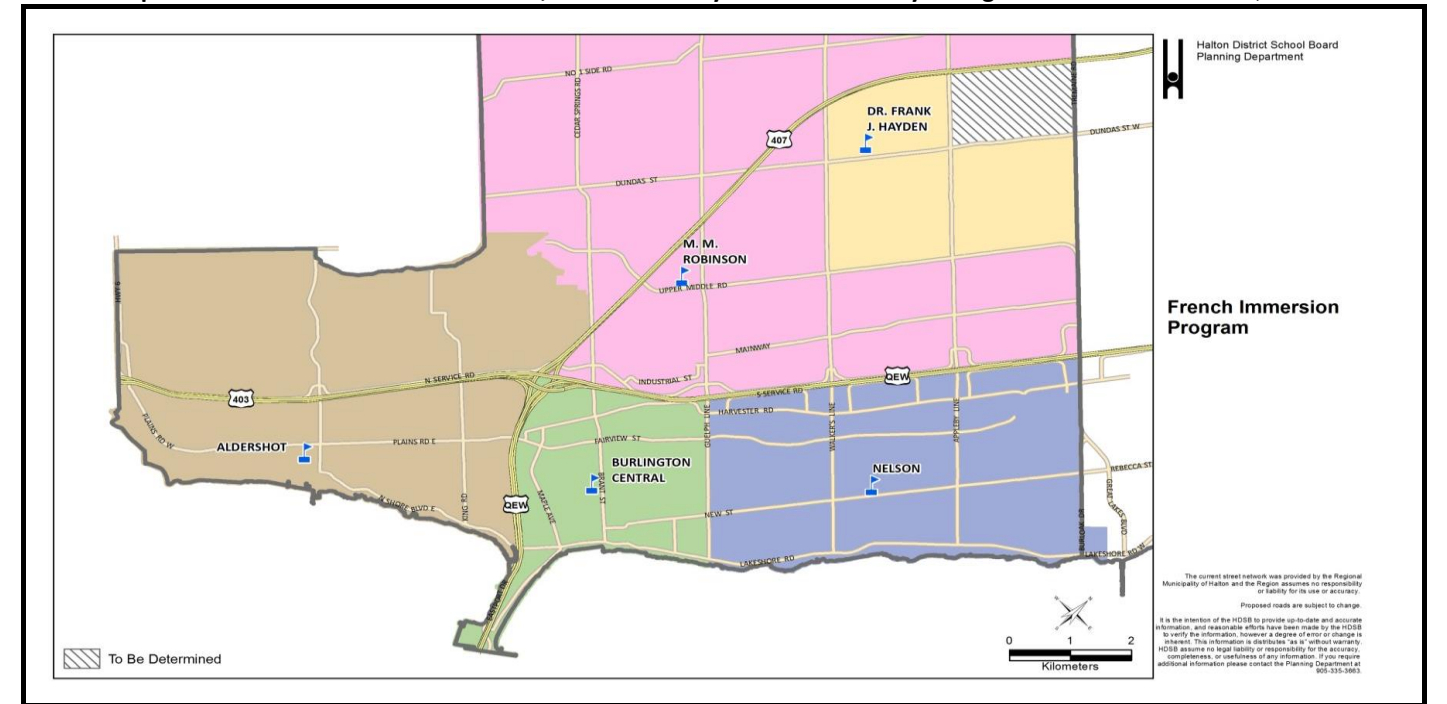 Halton District School Board
Planning Department
NO 1 SIDE RD
CEDAR SPRINGS RD
TREMAINE RD
DR. FRANK
J. HAYDEN
407
DUNDAS ST W
DUNDAS ST
M. M.
ROBINSON
UPPER MIDDLE RD
HWY 6
French Immersion
Program
MAINWAY
INDUSTRIAL ST
N SERVICE RD
QEW
S SERVICE RD
403
HARVESTER RD
GUELPH LINE
WALKER'S LINE
APPLEBY LINE
PLAINS RD W
ALDERSHOT
PLAINS RD E
FAIRVIEW ST
BURLINGTON
CENTRAL
BRANT ST
NELSON
REBECCA ST
GREAT LAKES BLVD
MAPLE AVE
KING RD
N SHORE BLVD E
QEW
NEW ST
BURLOAK DR
LAKESHORE RD
LAKESHORE RD W
EASTPORT DR
The current street network was provided by the Regional
Municipality of Halton and the Region assumes no responsibility
or liability for its use or accuracy.
Proposed roads are subject to change.
It is the intention of the HDSB to provide up-to-date and accurate
information, and reasonable efforts have been made by the HDSB
to verify the information, however a degree of error or change is
inherent. This information is distributes "as is" without warranty.
HDSB assume no legal liability or responsibility for the accuracy,
completeness, or usefulness of any information. If you require
additional information please contact the Planning Department at
905-335-3663.
0 1 2
Kilometers
To Be Determined